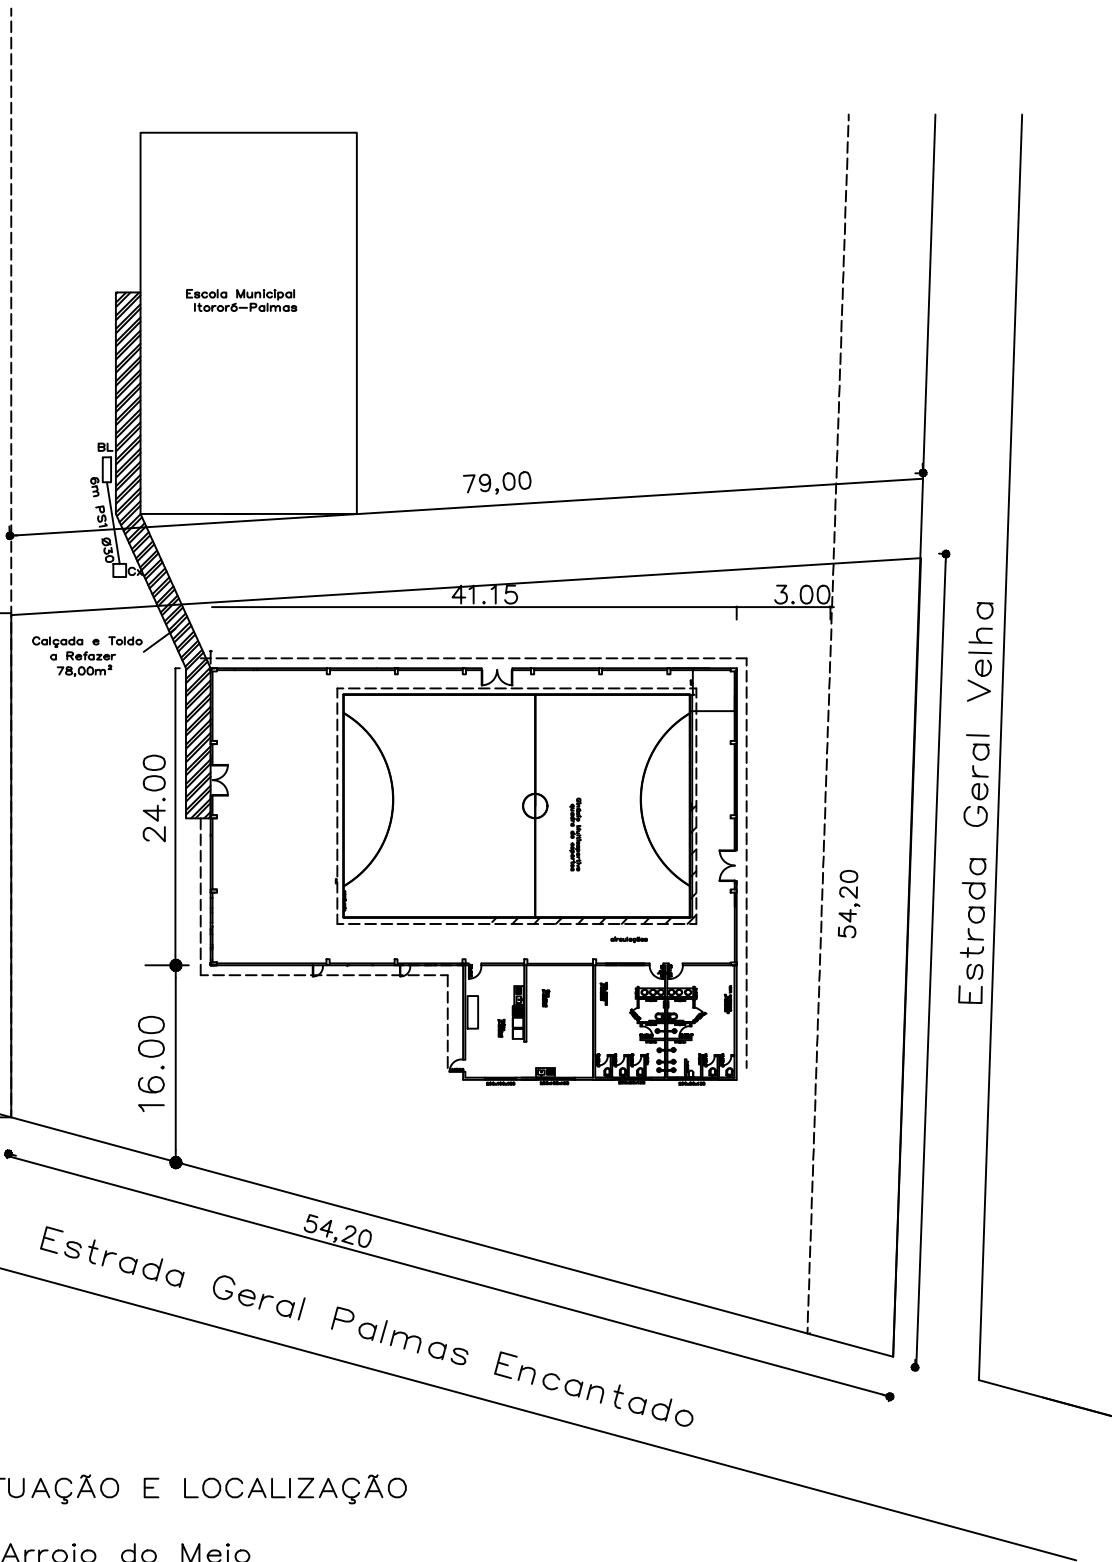 Escola Municipal
Itororó-Palmas
BL
6m PS1 Ø30
79,00
41.15
3.00
Calçada e Toldo
a Refazer
78,00m²
Estrada Geral Velha
24.00
54,20
circulação
16.00
54,20
Estrada Geral Palmas Encantado
TUAÇÃO E LOCALIZAÇÃO
Arroio do Meio